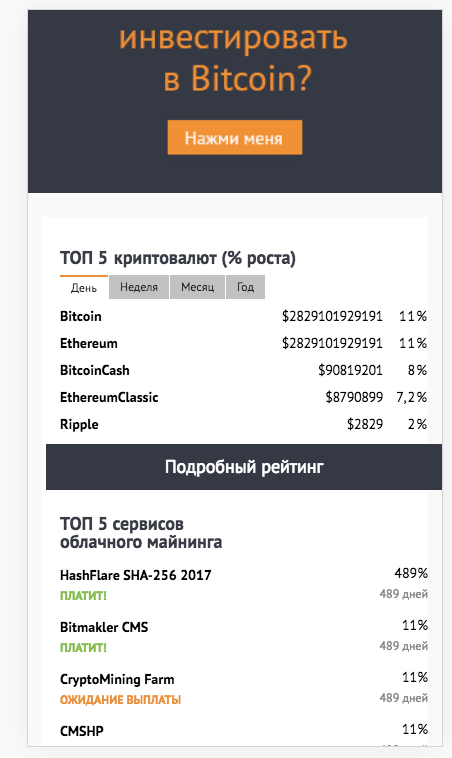 инвестировать
в Bitcoin?
Нажми меня
ТОП 5 криптовалют (% роста)
День Неделя Месяц Год
Bitcoin $2829101929191 11%
Ethereum $2829101929191 11%
BitcoinCash $90819201 8%
EthereumClassic $8790899 7,2%
Ripple $2829 2%
Подробный рейтинг
ТОП 5 сервисов
облачного майнинга
HashFlare SHA-256 2017 489%
ПЛАТИТ! 489 дней
Bitmakler CMS 11%
ПЛАТИТ! 489 дней
CryptoMining Farm 11%
ОЖИДАНИЕ ВЫПЛАТЫ 489 дней
CMSHP 11%